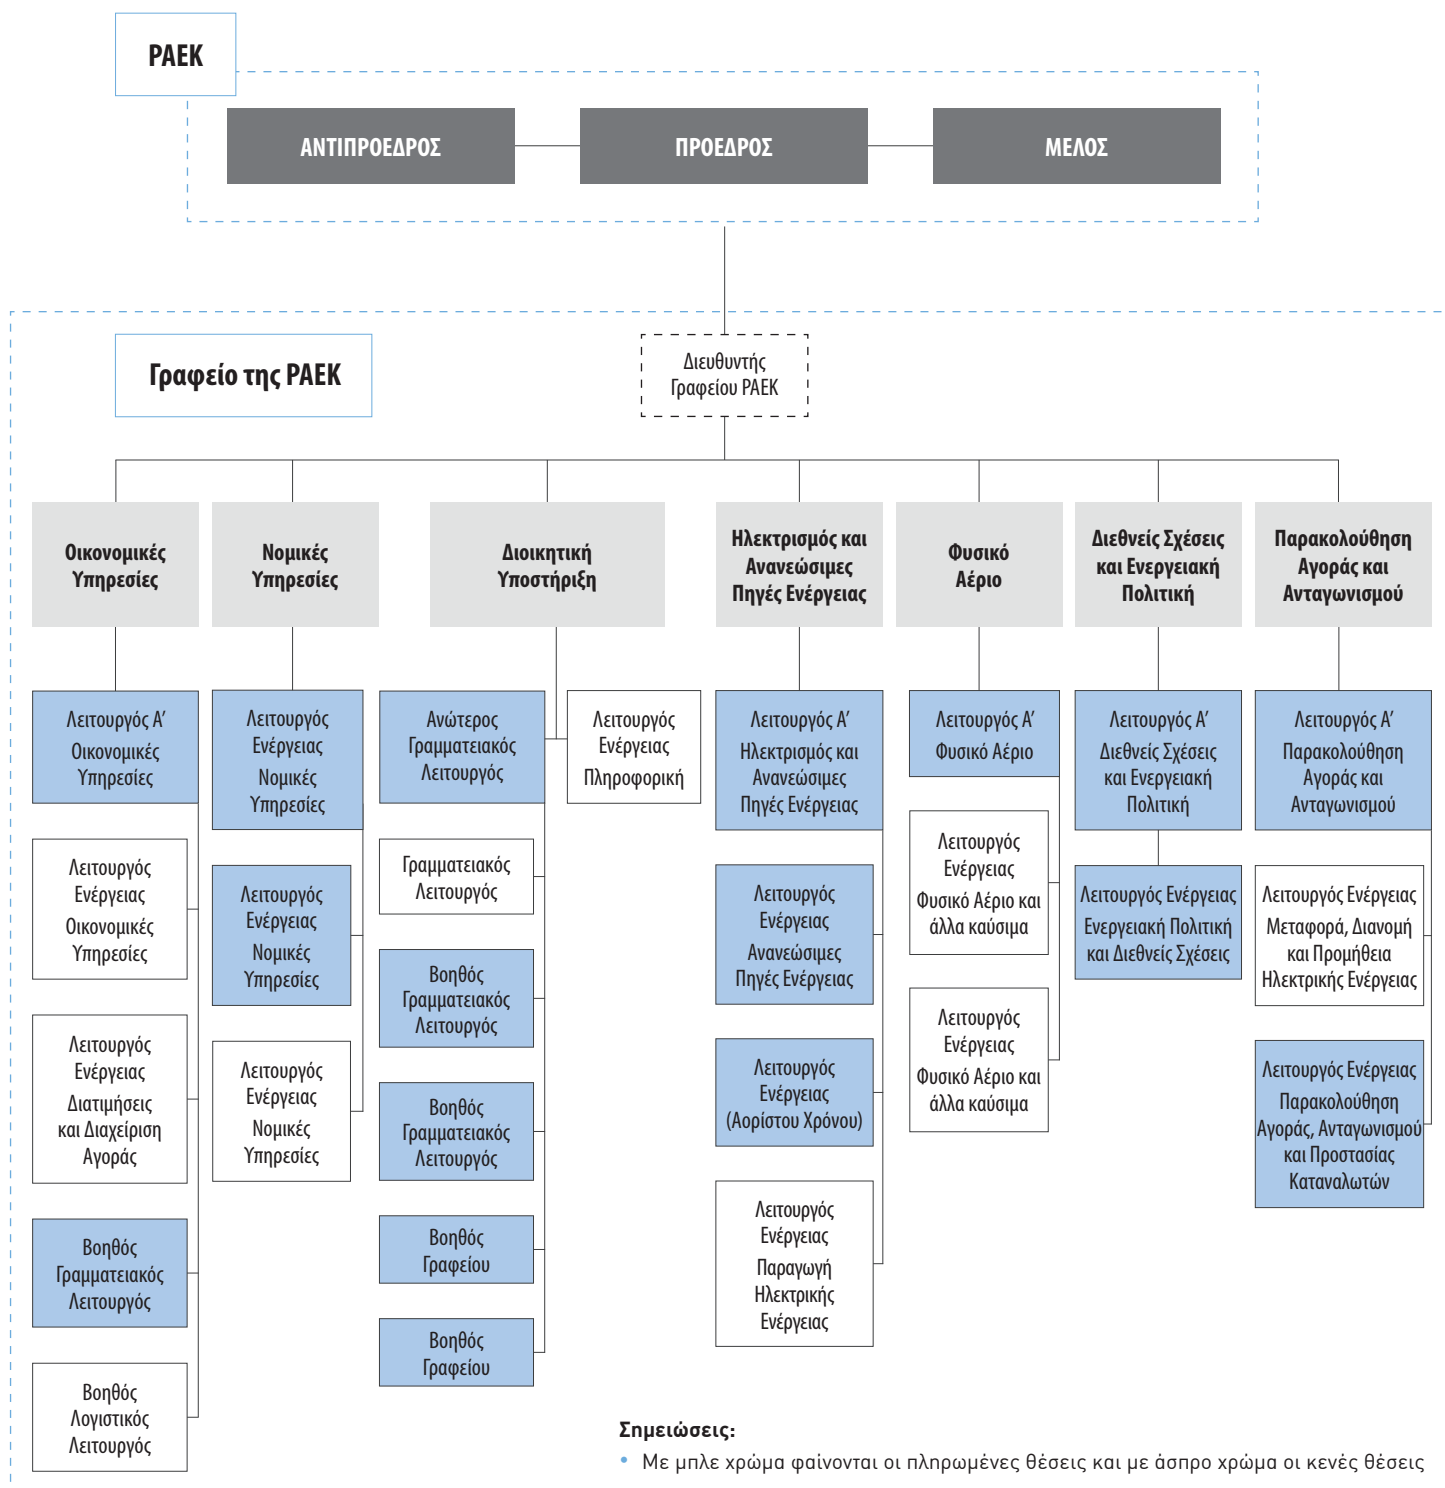 ΡΑΕΚ
ΑΝΤΙΠΡΟΕΔΡΟΣ
ΠΡΟΕΔΡΟΣ
ΜΕΛΟΣ
Γραφείο της ΡΑΕΚ
Διευθυντής
Γραφείου ΡΑΕΚ
Οικονομικές
Υπηρεσίες
Νομικές
Υπηρεσίες
Διοικητική
Υποστήριξη
Ηλεκτρισμός και
Ανανεώσιμες
Πηγές Ενέργειας
Φυσικό
Αέριο
Διεθνείς Σχέσεις
και Ενεργειακή
Πολιτική
Παρακολούθηση
Αγοράς και
Ανταγωνισμού
Λειτουργός Α’
Οικονομικές
Υπηρεσίες
Λειτουργός
Ενέργειας
Οικονομικές
Υπηρεσίες
Λειτουργός
Ενέργειας
Διατιμήσεις
και Διαχείριση
Αγοράς
Βοηθός
Γραμματειακός
Λειτουργός
Βοηθός
Λογιστικός
Λειτουργός
Λειτουργός
Ενέργειας
Νομικές
Υπηρεσίες
Λειτουργός
Ενέργειας
Νομικές
Υπηρεσίες
Λειτουργός
Ενέργειας
Νομικές
Υπηρεσίες
Ανώτερος
Γραμματειακός
Λειτουργός
Γραμματειακός
Λειτουργός
Βοηθός
Γραμματειακός
Λειτουργός
Βοηθός
Γραμματειακός
Λειτουργός
Βοηθός
Γραφείου
Βοηθός
Γραφείου
Λειτουργός
Ενέργειας
Πληροφορική
Λειτουργός Α’
Ηλεκτρισμός και
Ανανεώσιμες
Πηγές Ενέργειας
Λειτουργός
Ενέργειας
Ανανεώσιμες
Πηγές Ενέργειας
Λειτουργός
Ενέργειας
(Αορίστου Χρόνου)
Λειτουργός
Ενέργειας
Παραγωγή
Ηλεκτρικής
Ενέργειας
Λειτουργός Α’
Φυσικό Αέριο
Λειτουργός
Ενέργειας
Φυσικό Αέριο και
άλλα καύσιμα
Λειτουργός
Ενέργειας
Φυσικό Αέριο και
άλλα καύσιμα
Λειτουργός Α’
Διεθνείς Σχέσεις
και Ενεργειακή
Πολιτική
Λειτουργός Ενέργειας
Ενεργειακή Πολιτική
και Διεθνείς Σχέσεις
Λειτουργός Α’
Παρακολούθηση
Αγοράς και
Ανταγωνισμού
Λειτουργός Ενέργειας
Μεταφορά, Διανομή
και Προμήθεια
Ηλεκτρικής Ενέργειας
Λειτουργός Ενέργειας
Παρακολούθηση
Αγοράς, Ανταγωνισμού
και Προστασίας
Καταναλωτών
Σημειώσεις:
• Με μπλε χρώμα φαίνονται οι πληρωμένες θέσεις και με άσπρο χρώμα οι κενές θέσεις